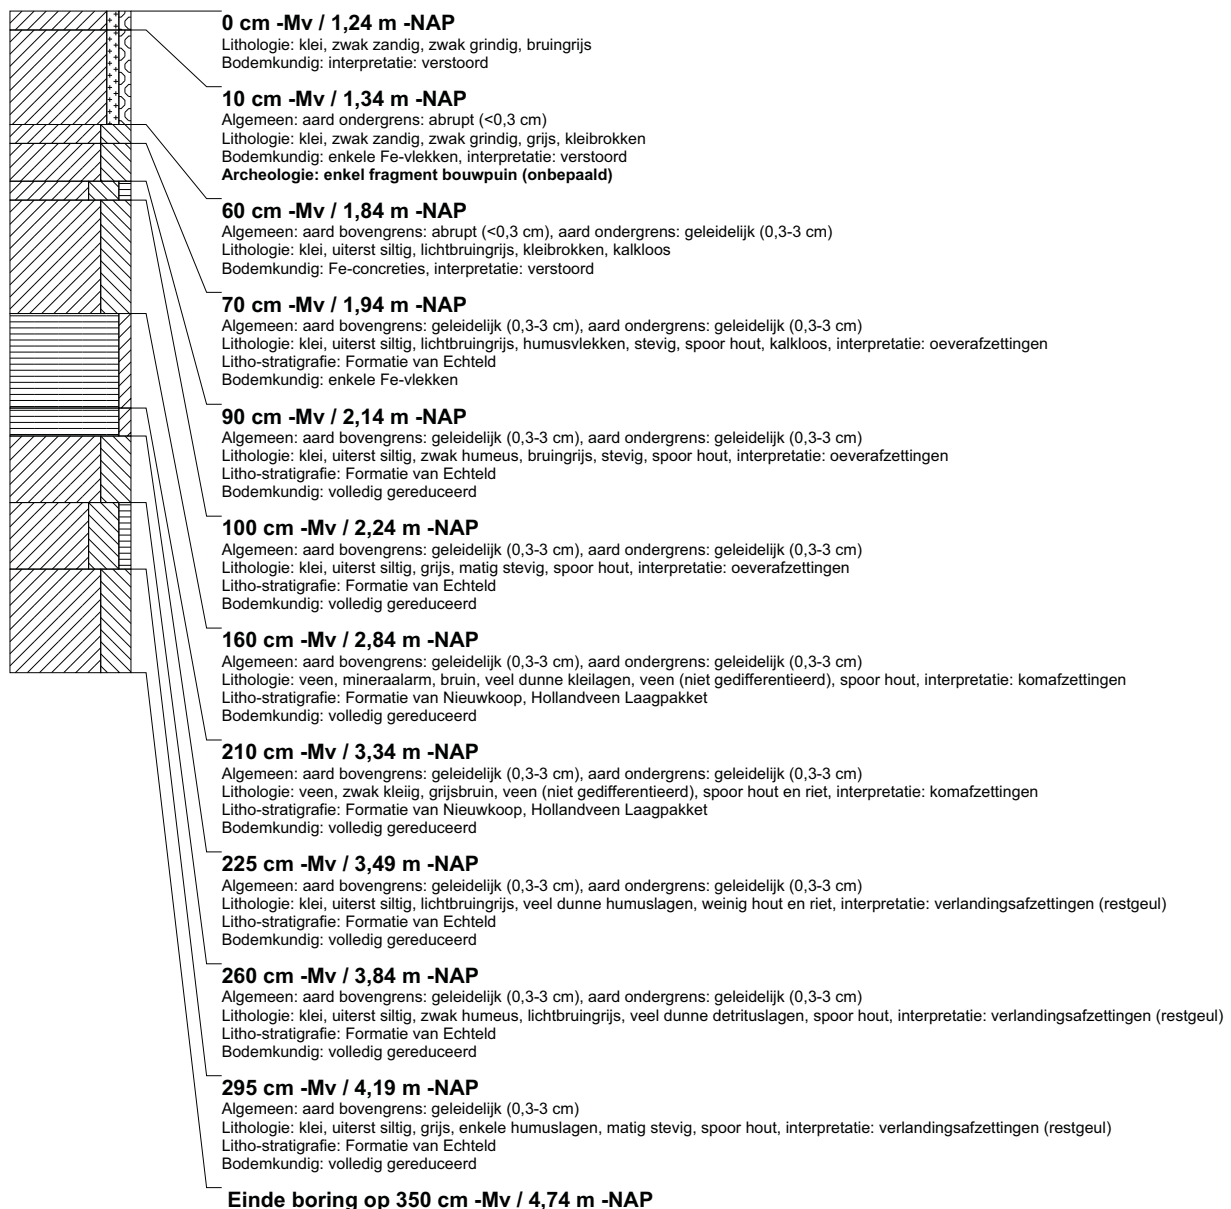 0 cm -Mv / 1,24 m -NAP
Lithologie: klei, zwak zandig, zwak grindig, bruingrijs
Bodemkundig: interpretatie: verstoord
10 cm -Mv / 1,34 m -NAP
Algemeen: aard ondergrens: abrupt (<0,3 cm)
Lithologie: klei, zwak zandig, zwak grindig, grijs, kleibrokken
Bodemkundig: enkele Fe-vlekken, interpretatie: verstoord
Archeologie: enkel fragment bouwpuin (onbepaald)
60 cm -Mv / 1,84 m -NAP
Algemeen: aard bovengrens: abrupt (<0,3 cm), aard ondergrens: geleidelijk (0,3-3 cm)
Lithologie: klei, uiterst siltig, lichtbruingrijs, kleibrokken, kalkloos
Bodemkundig: Fe-concreties, interpretatie: verstoord
70 cm -Mv / 1,94 m -NAP
Algemeen: aard bovengrens: geleidelijk (0,3-3 cm), aard ondergrens: geleidelijk (0,3-3 cm)
Lithologie: klei, uiterst siltig, lichtbruingrijs, humusvlekken, stevig, spoor hout, kalkloos, interpretatie: oeverafzettingen
Litho-stratigrafie: Formatie van Echteld
Bodemkundig: enkele Fe-vlekken
90 cm -Mv / 2,14 m -NAP
Algemeen: aard bovengrens: geleidelijk (0,3-3 cm), aard ondergrens: geleidelijk (0,3-3 cm)
Lithologie: klei, uiterst siltig, zwak humeus, bruingrijs, stevig, spoor hout, interpretatie: oeverafzettingen
Litho-stratigrafie: Formatie van Echteld
Bodemkundig: volledig gereduceerd
100 cm -Mv / 2,24 m -NAP
Algemeen: aard bovengrens: geleidelijk (0,3-3 cm), aard ondergrens: geleidelijk (0,3-3 cm)
Lithologie: klei, uiterst siltig, grijs, matig stevig, spoor hout, interpretatie: oeverafzettingen
Litho-stratigrafie: Formatie van Echteld
Bodemkundig: volledig gereduceerd
160 cm -Mv / 2,84 m -NAP
Algemeen: aard bovengrens: geleidelijk (0,3-3 cm), aard ondergrens: geleidelijk (0,3-3 cm)
Lithologie: veen, mineraalarm, bruin, veel dunne kleilagen, veen (niet gedifferentieerd), spoor hout, interpretatie: komafzettingen
Litho-stratigrafie: Formatie van Nieuwkoop, Hollandveen Laagpakket
Bodemkundig: volledig gereduceerd
210 cm -Mv / 3,34 m -NAP
Algemeen: aard bovengrens: geleidelijk (0,3-3 cm), aard ondergrens: geleidelijk (0,3-3 cm)
Lithologie: veen, zwak kleiig, grijsbruin, veen (niet gedifferentieerd), spoor hout en riet, interpretatie: komafzettingen
Litho-stratigrafie: Formatie van Nieuwkoop, Hollandveen Laagpakket
Bodemkundig: volledig gereduceerd
225 cm -Mv / 3,49 m -NAP
Algemeen: aard bovengrens: geleidelijk (0,3-3 cm), aard ondergrens: geleidelijk (0,3-3 cm)
Lithologie: klei, uiterst siltig, lichtbruingrijs, veel dunne humuslagen, weinig hout en riet, interpretatie: verlandingsafzettingen (restgeul)
Litho-stratigrafie: Formatie van Echteld
Bodemkundig: volledig gereduceerd
260 cm -Mv / 3,84 m -NAP
Algemeen: aard bovengrens: geleidelijk (0,3-3 cm), aard ondergrens: geleidelijk (0,3-3 cm)
Lithologie: klei, uiterst siltig, zwak humeus, lichtbruingrijs, veel dunne detrituslagen, spoor hout, interpretatie: verlandingsafzettingen (restgeul)
Litho-stratigrafie: Formatie van Echteld
Bodemkundig: volledig gereduceerd
295 cm -Mv / 4,19 m -NAP
Algemeen: aard bovengrens: geleidelijk (0,3-3 cm)
Lithologie: klei, uiterst siltig, grijs, enkele humuslagen, matig stevig, spoor hout, interpretatie: verlandingsafzettingen (restgeul)
Litho-stratigrafie: Formatie van Echteld
Bodemkundig: volledig gereduceerd
Einde boring op 350 cm -Mv / 4,74 m -NAP